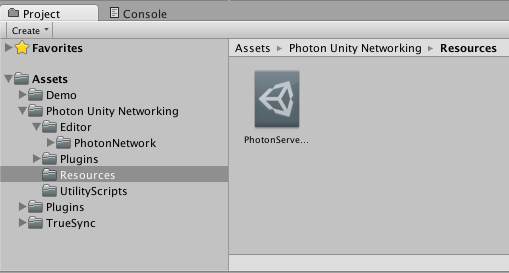 Project Console
Create
Favorites
Assets
Demo
Photon Unity Networking
Editor
PhotonNetwork
Plugins
Resources
UtilityScripts
Plugins
TrueSync
Assets Photon Unity Networking Resources
PhotonServe...